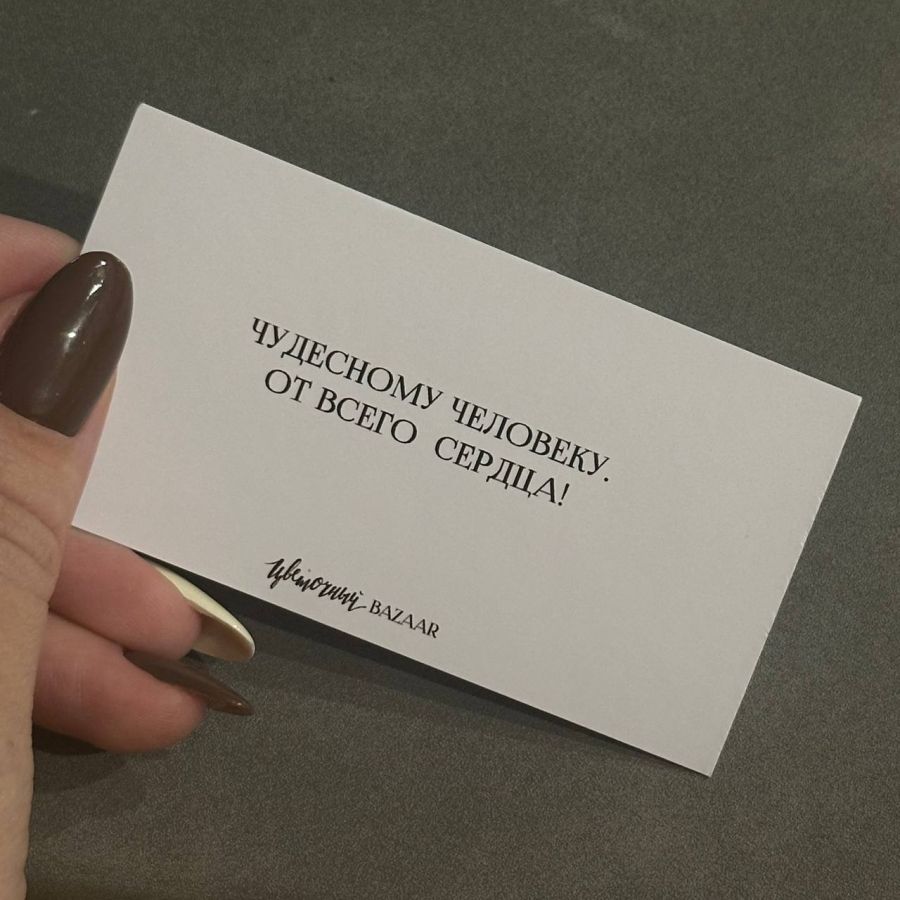 ЧУДЕСНОМУ ЧЕЛОВЕКУ.
ОТ ВСЕГО СЕРДЦА!
цветочный BAZAAR